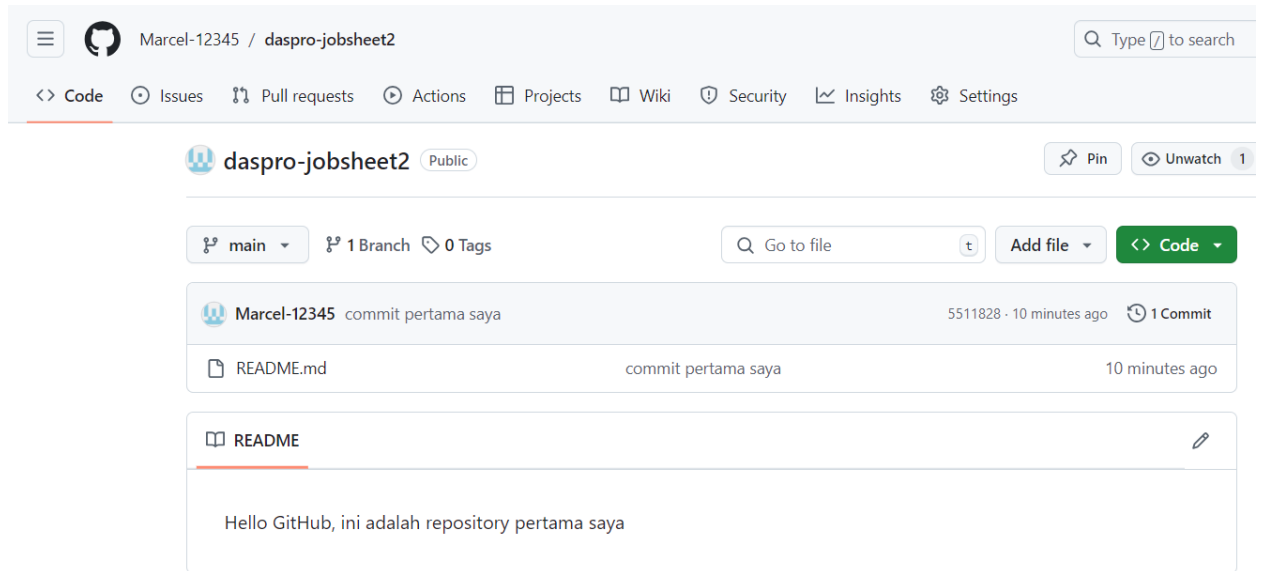 Marcel-12345 / daspro-jobsheet2 Type / to search
Code Issues Pull requests Actions Projects Wiki Security Insights Settings
daspro-jobsheet2 Public Pin Unwatch 1
main 1 Branch 0 Tags Go to file t Add file Code
Marcel-12345 commit pertama saya 5511828 · 10 minutes ago 1 Commit
README.md commit pertama saya 10 minutes ago
README
Hello GitHub, ini adalah repository pertama saya